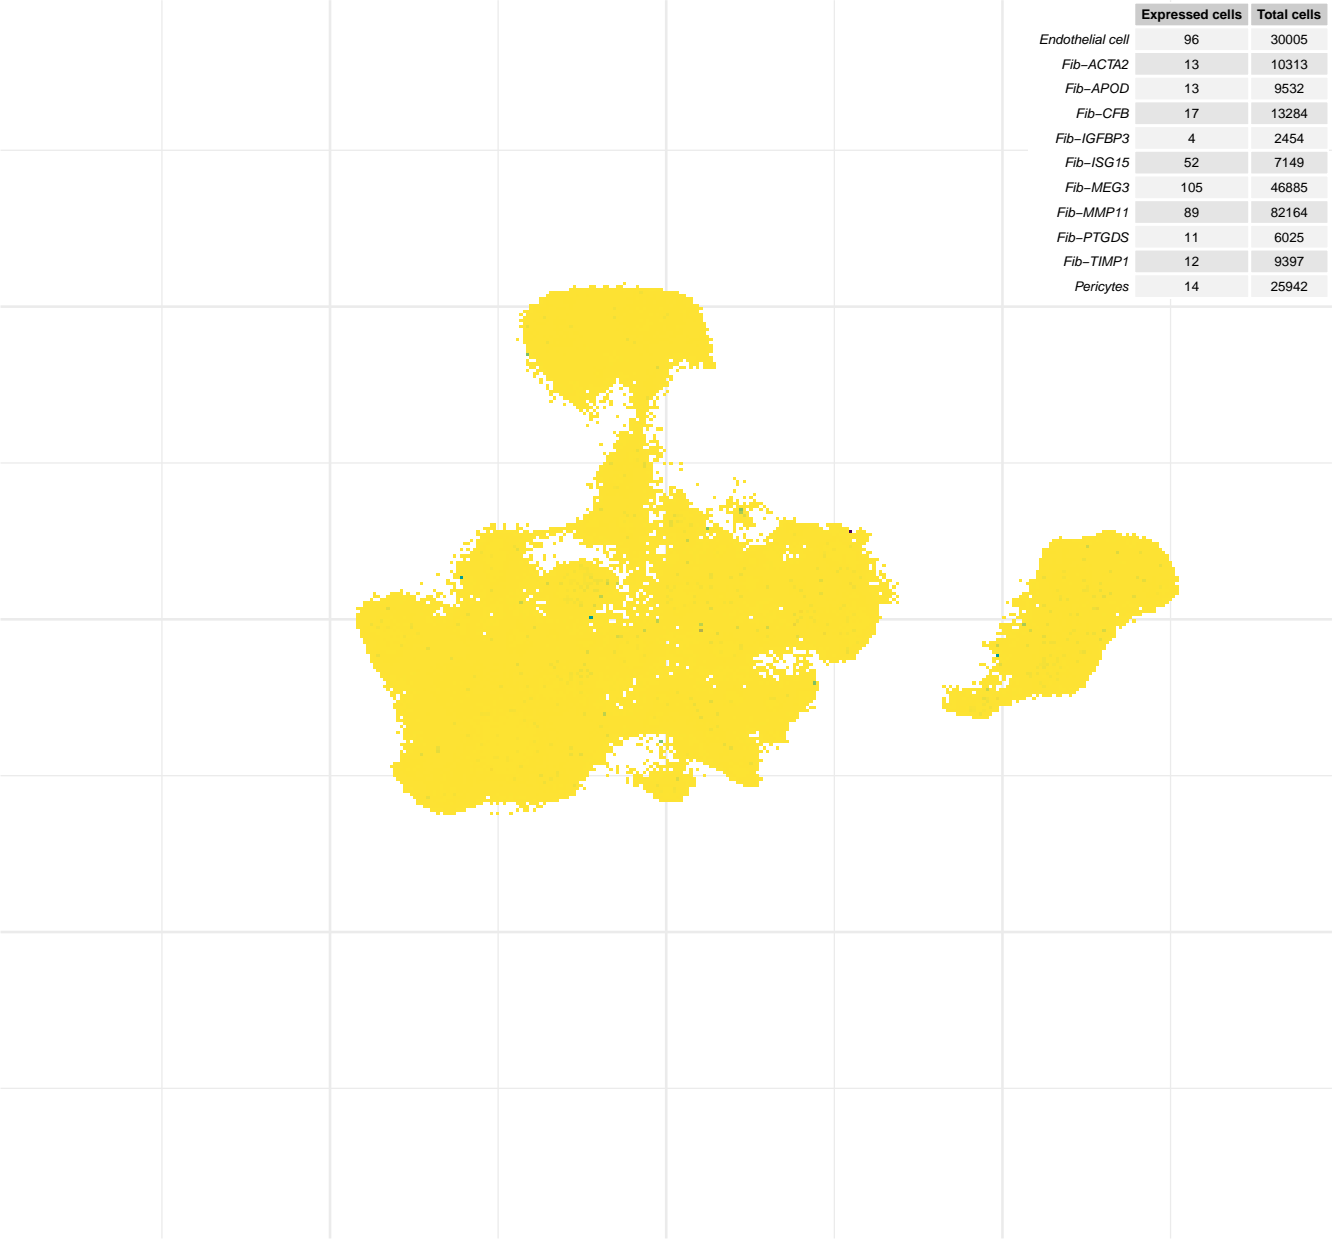 Expressed cells Total cells
Endothelial cell 96 30005
Fib−ACTA2 13 10313
Fib−APOD 13 9532
Fib−CFB 17 13284
Fib−IGFBP3 4 2454
Fib−ISG15 52 7149
Fib−MEG3 105 46885
Fib−MMP11 89 82164
Fib−PTGDS 11 6025
Fib−TIMP1 12 9397
Pericytes 14 25942